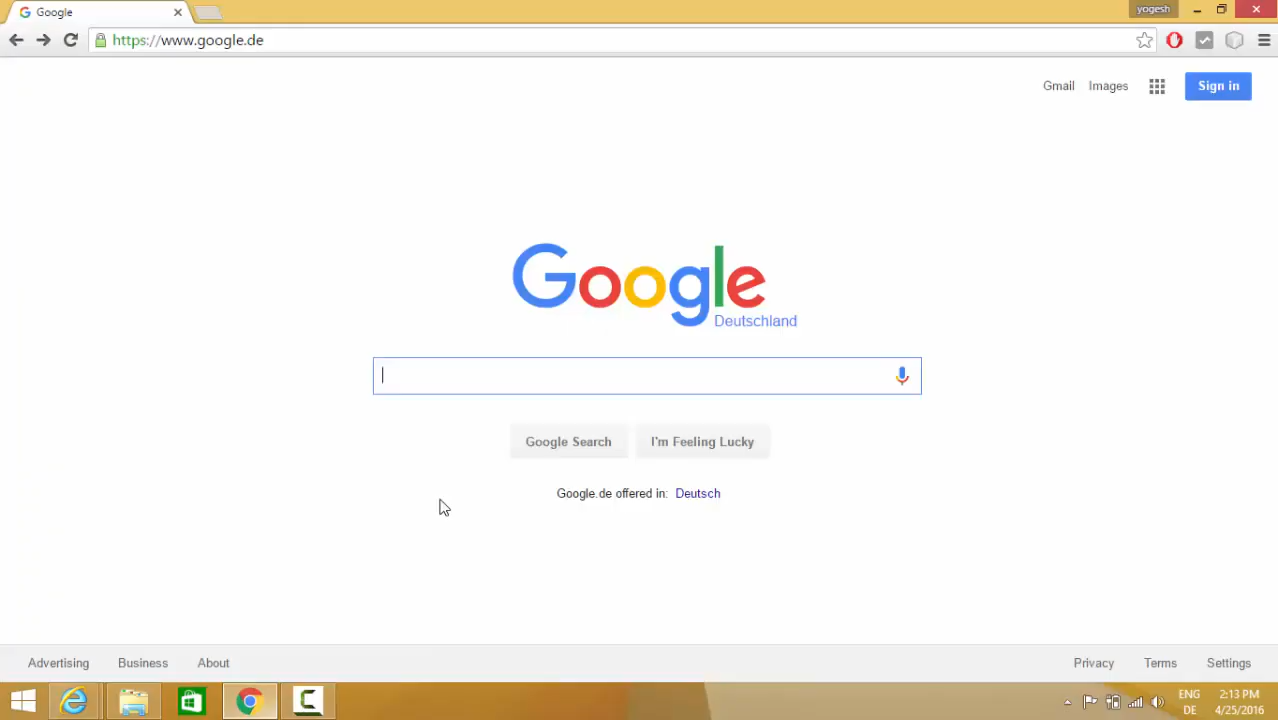 Google
yogesh
https://www.google.de
Gmail Images Sign in
Google
Deutschland
Google Search I'm Feeling Lucky
Google.de offered in: Deutsch
Advertising Business About Privacy Terms Settings
ENG 2:13 PM
DE 4/25/2016